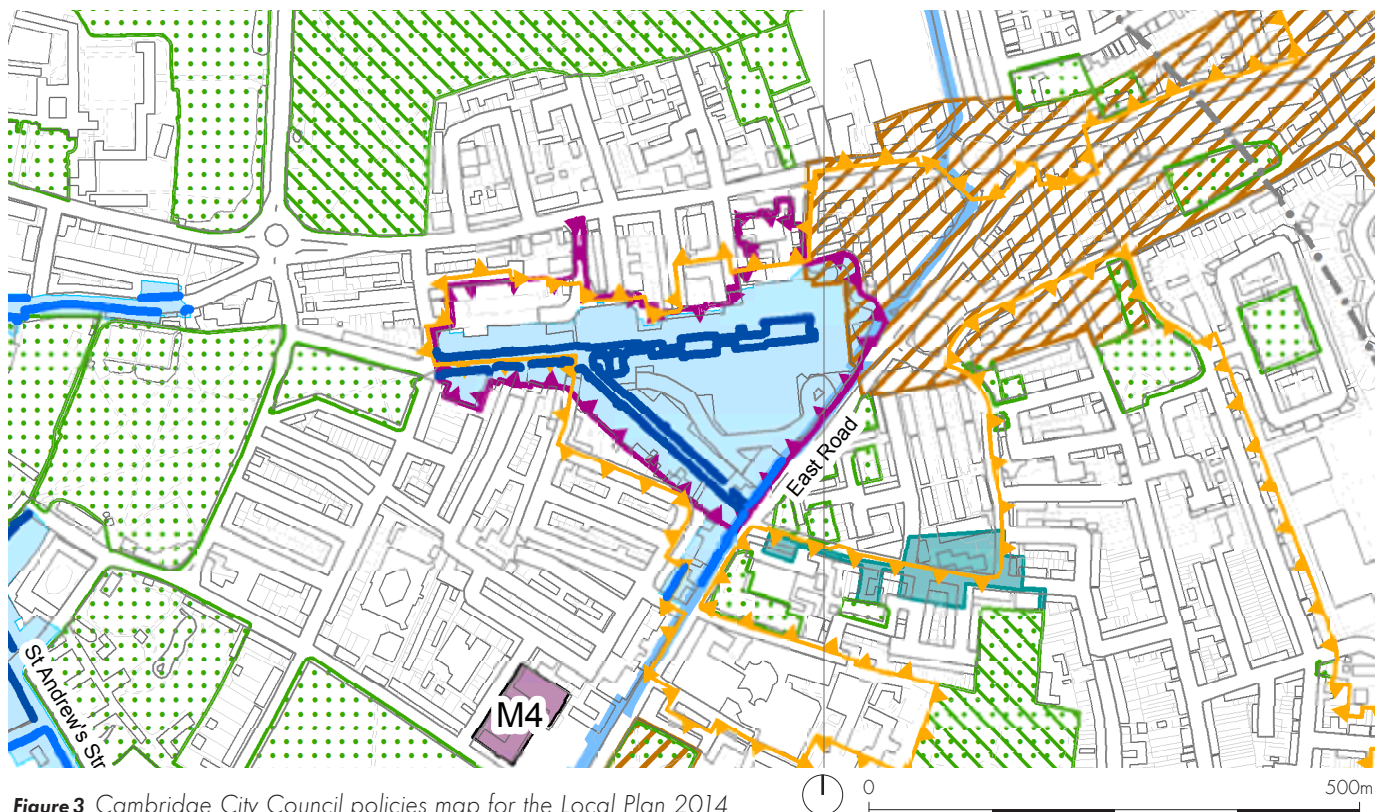 East Road
M4
St Andrew's Str
Figure 3 Cambridge City Council policies map for the Local Plan 2014
0 500m